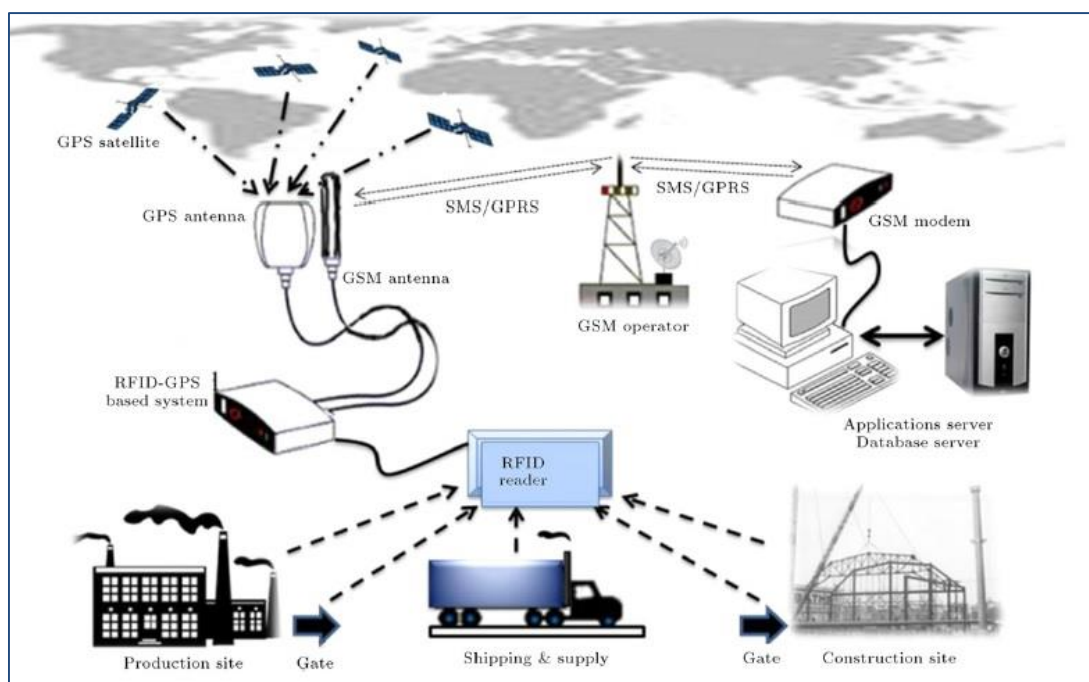 GPS satellite
GPS antenna
SMS/GPRS
SMS/GPRS
GSM modem
GSM antenna
GSM operator
RFID-GPS
based system
Applications server
Database server
RFID
reader
Production site
Gate
Shipping & supply
Gate
Construction site